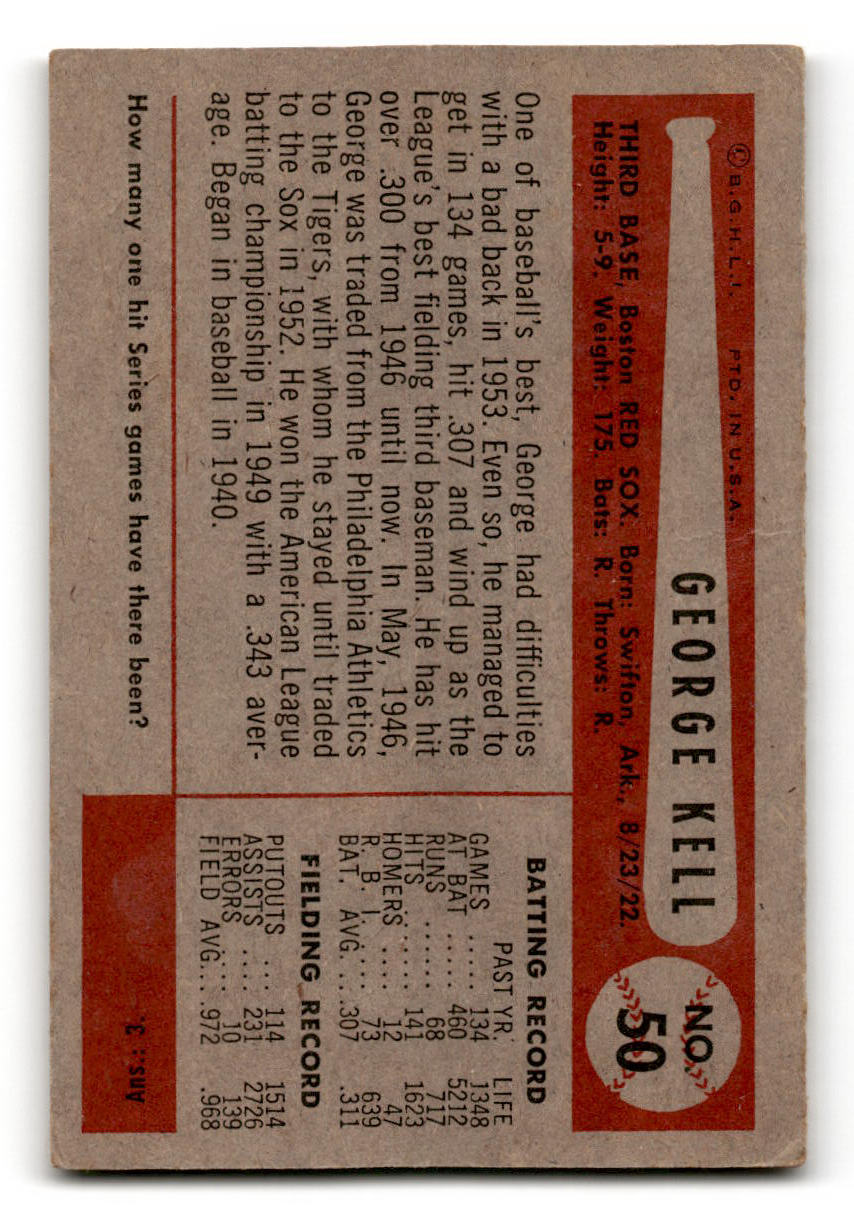 © B.G.H.L.I. PTD. IN U.S.A.
GEORGE KELL
NO.
50
THIRD BASE, Boston RED SOX. Born: Swifton, Ark., 8/23/22.
Height: 5-9. Weight: 175. Bats: R. Throws: R.
One of baseball's best, George had difficulties
with a bad back in 1953. Even so, he managed to
get in 134 games, hit .307 and wind up as the
League's best fielding third baseman. He has hit
over .300 from 1946 until now. In May, 1946,
George was traded from the Philadelphia Athletics
to the Tigers, with whom he stayed until traded
to the Sox in 1952. He won the American League
batting championship in 1949 with a .343 aver-
age. Began in baseball in 1940.
BATTING RECORD
PAST YR. LIFE
GAMES ...... 134 1348
AT BAT ..... 460 5212
RUNS ...... 68 717
HITS ...... 141 1623
HOMERS .... 12 47
R. B. I. .... 73 639
BAT. AVG. ... .307 .311
FIELDING RECORD
PUTOUTS ... 114 1514
ASSISTS .... 231 2726
ERRORS .... 10 139
FIELD AVG... .972 .968
How many one hit Series games have there been?
Ans.: 3.